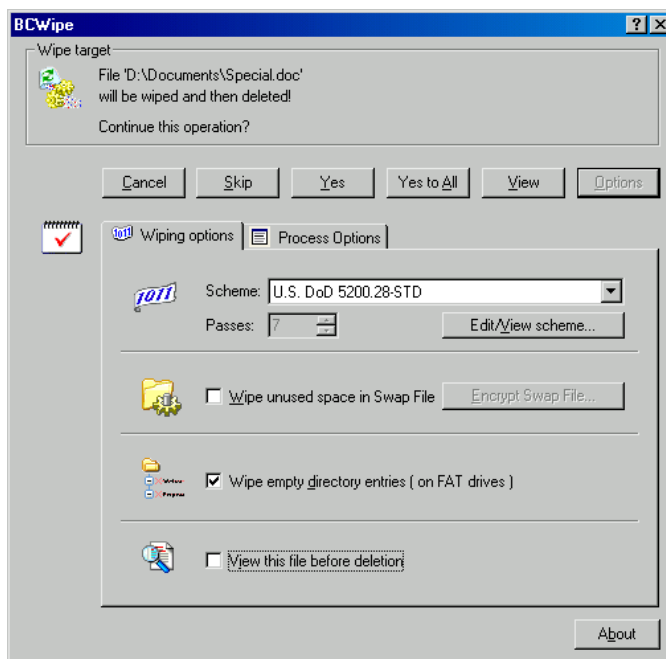 BCWipe
Wipe target
File 'D:\Documents\Special.doc'
will be wiped and then deleted!
Continue this operation?
Cancel Skip Yes Yes to All View Options
Wiping options Process Options
Scheme: U.S. DoD 5200.28-STD
Passes: 7 Edit/View scheme...
Wipe unused space in Swap File Encrypt Swap File...
Wipe empty directory entries ( on FAT drives )
View this file before deletion
About